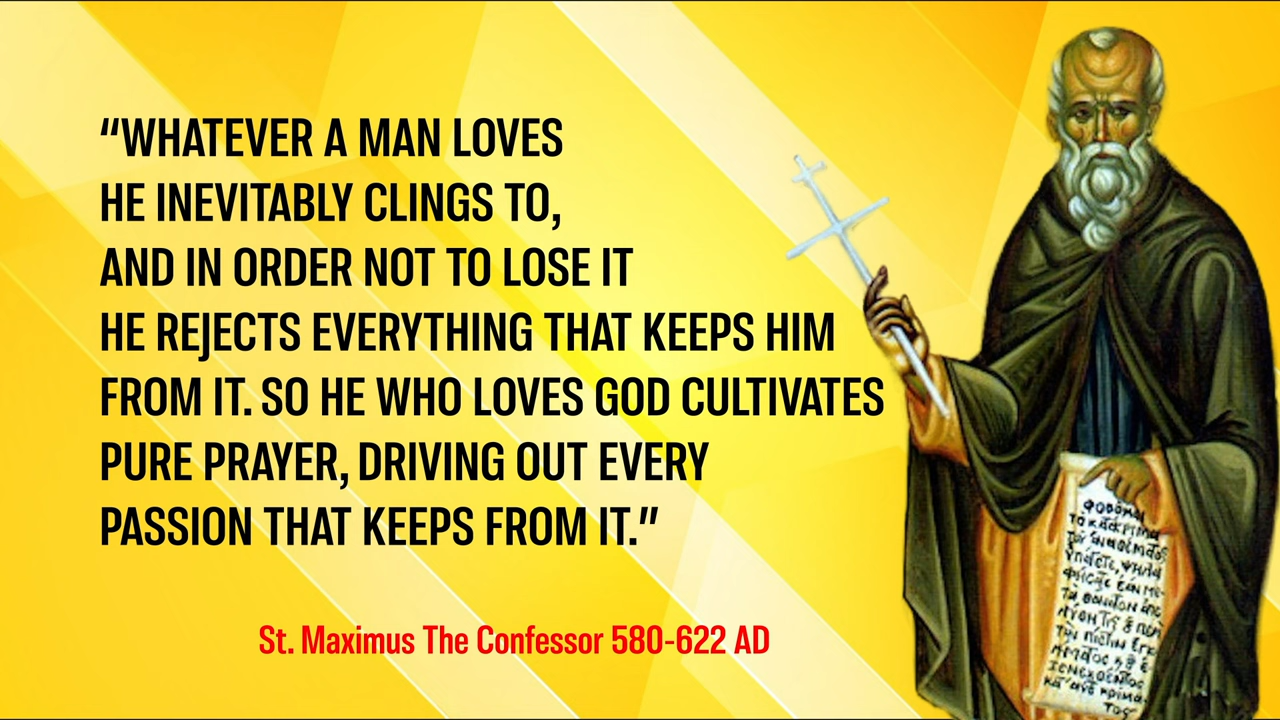 “WHATEVER A MAN LOVES
HE INEVITABLY CLINGS TO,
AND IN ORDER NOT TO LOSE IT
HE REJECTS EVERYTHING THAT KEEPS HIM
FROM IT. SO HE WHO LOVES GOD CULTIVATES
PURE PRAYER, DRIVING OUT EVERY
PASSION THAT KEEPS FROM IT.”
St. Maximus The Confessor 580-622 AD
το κατάκριμα